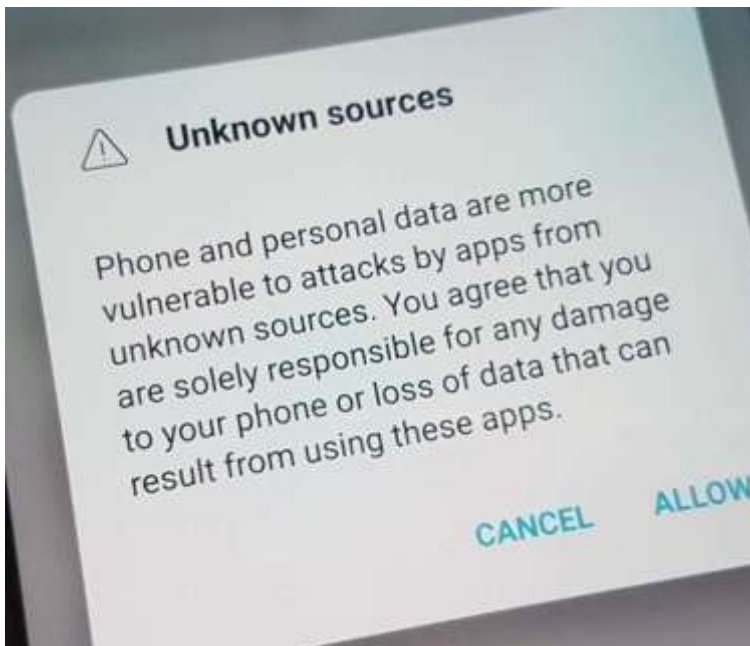 Unknown sources
Phone and personal data are more
vulnerable to attacks by apps from
unknown sources. You agree that you
are solely responsible for any damage
to your phone or loss of data that can
result from using these apps.
CANCEL ALLOW